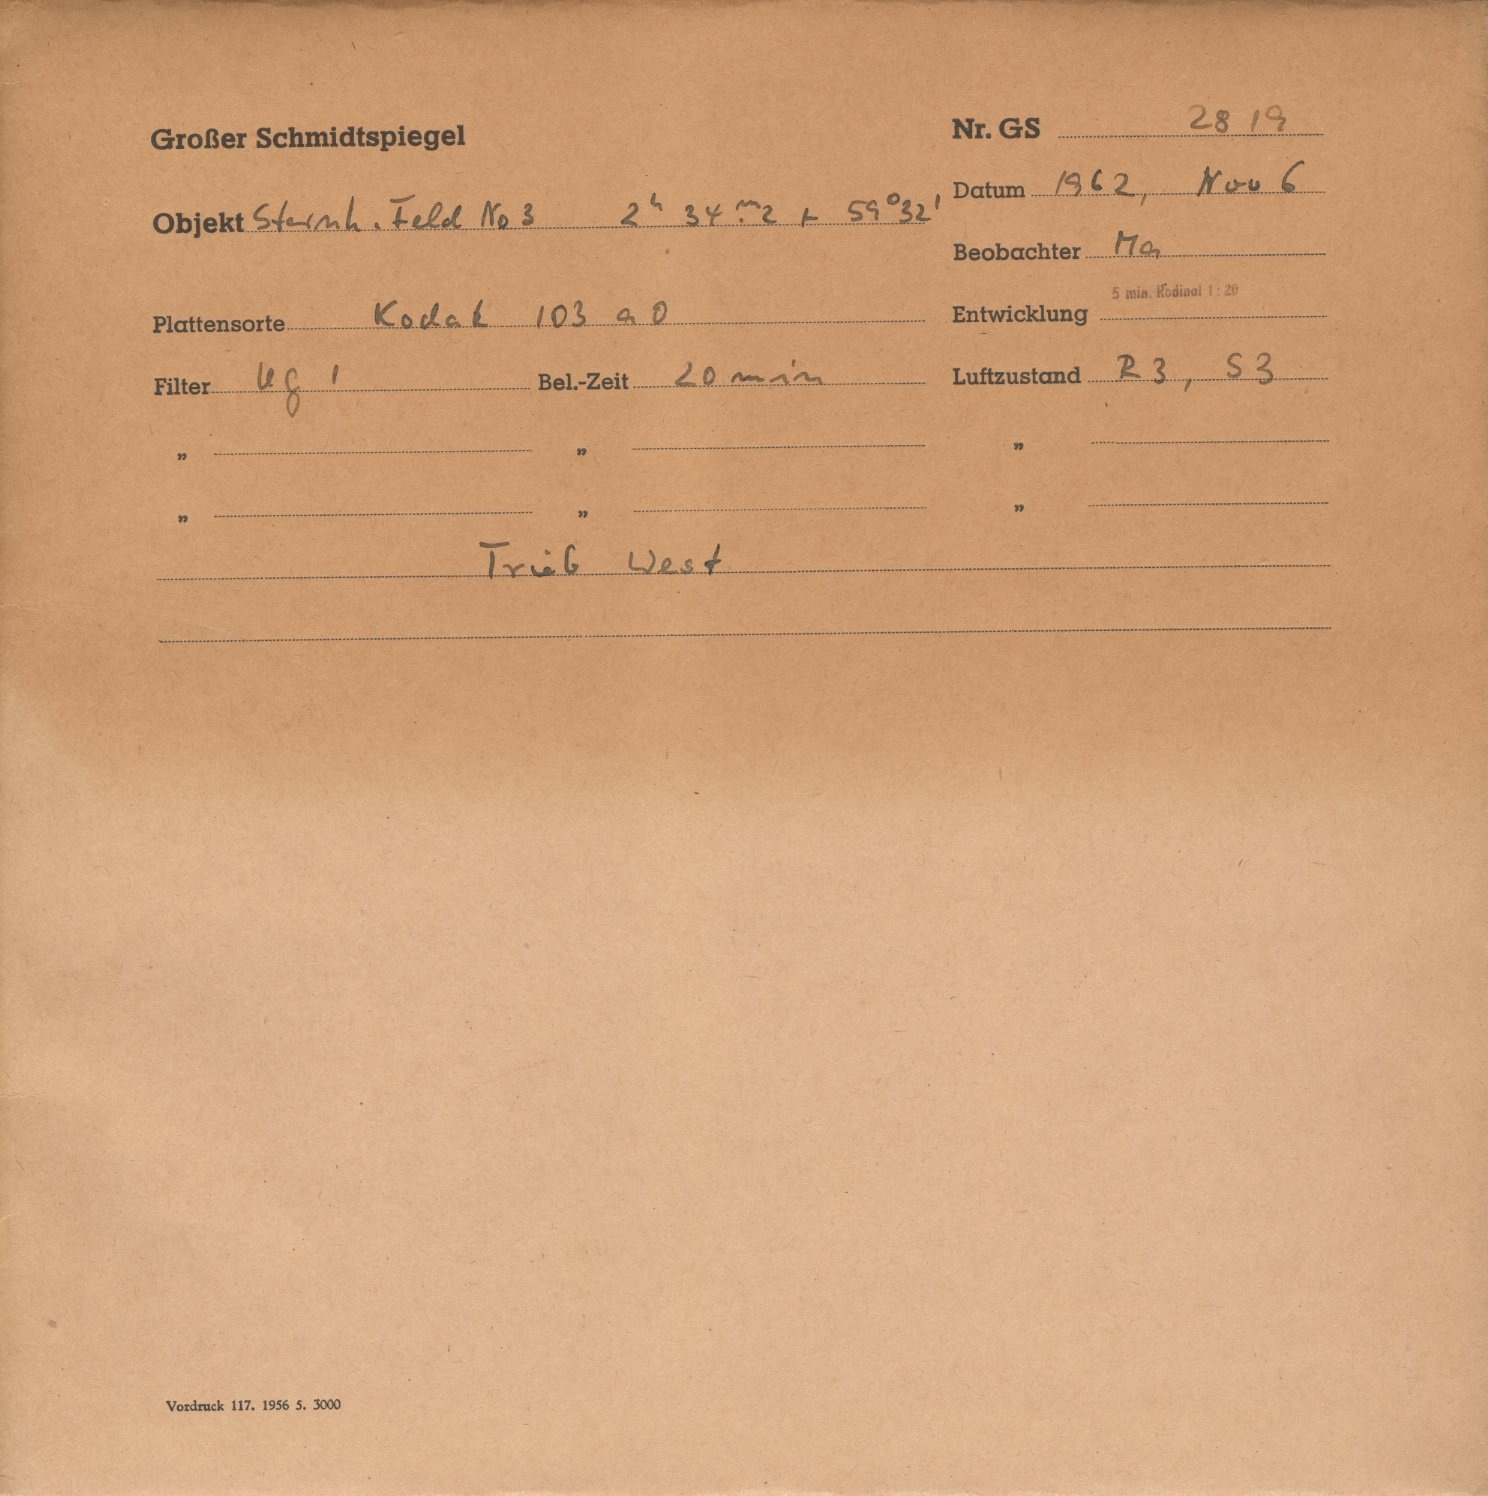 Großer Schmidtspiegel
Nr. GS 2819
Objekt Sternh. Feld No 3 2ʰ 34ᵐ.2 + 59°32'
Datum 1962, Nov 6
Beobachter Ma
Plattensorte Kodak 103 a O
Entwicklung 5 min. Rodinal 1:20
Filter Ug 1 Bel.-Zeit 20 min Luftzustand R 3, S 3
„ „ „
„ „ „
Trieb West
Vordruck 117. 1956 5. 3000